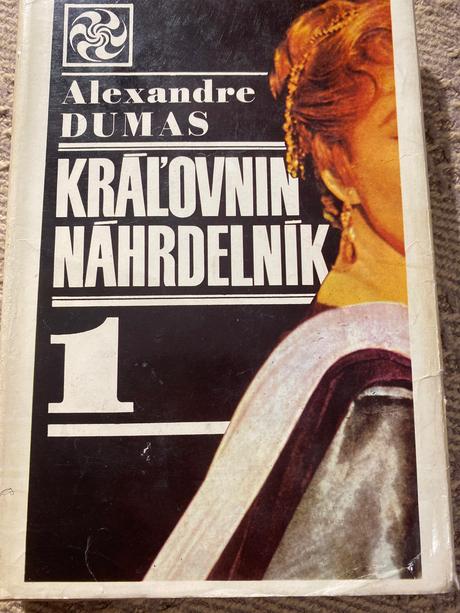 Alexandre
DUMAS
KRÁĽOVNIN
NÁHRDELNÍK
1